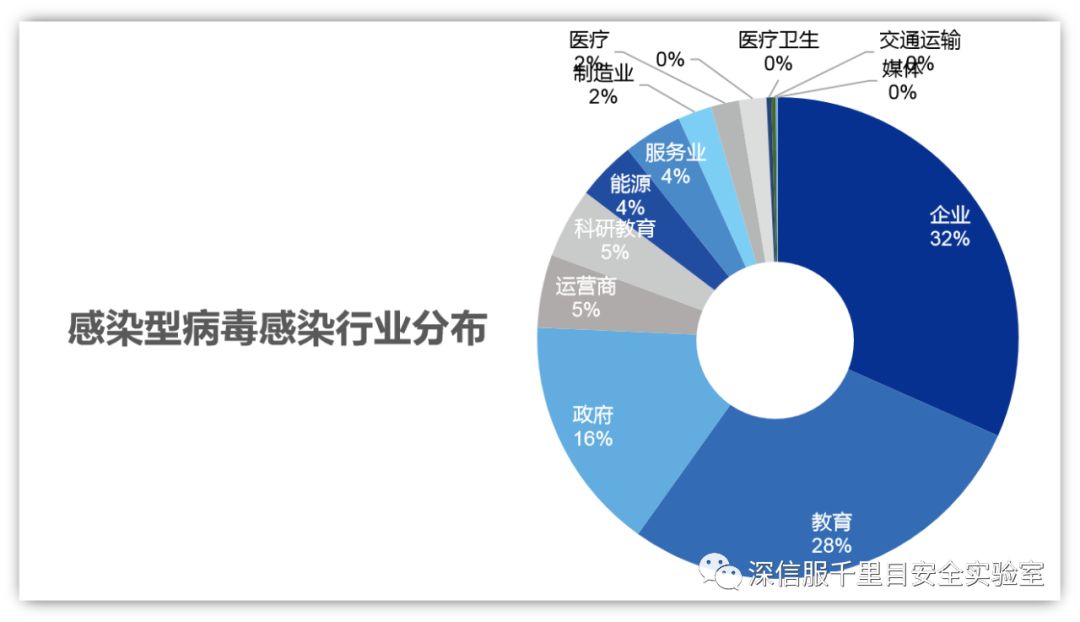 感染型病毒感染行业分布
企业
32%
教育
28%
政府
16%
运营商
5%
科研教育
5%
能源
4%
服务业
4%
制造业
2%
医疗
2%
0%
医疗卫生
0%
交通运输
0%
媒体
0%
深信服千里目安全实验室